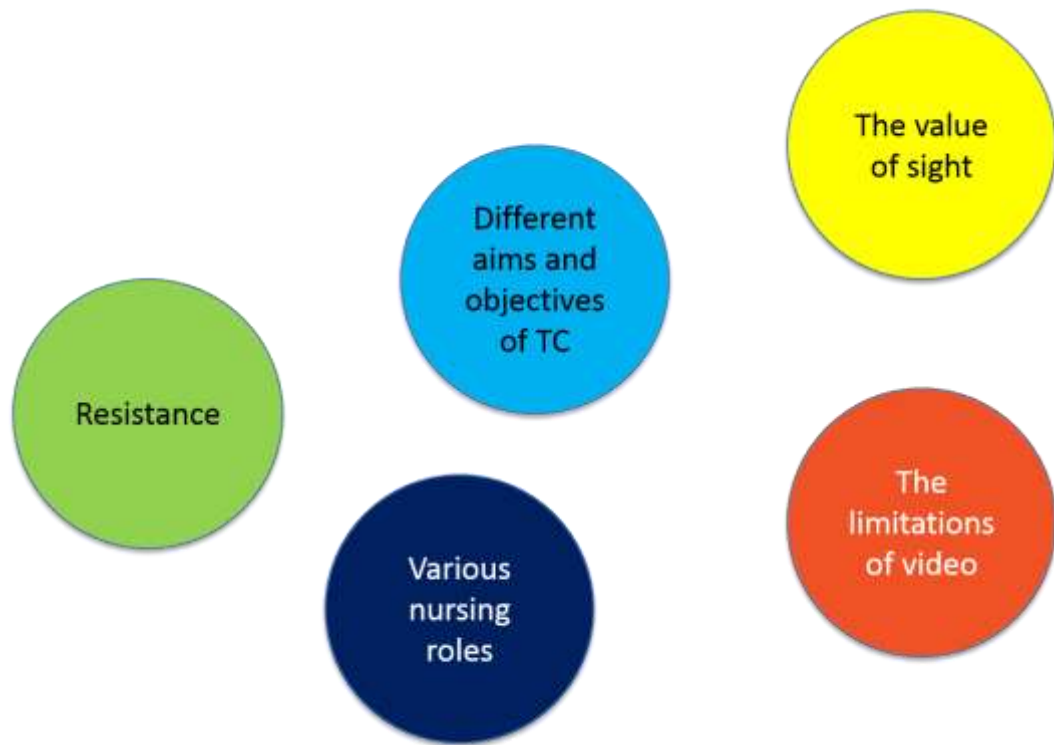 The value
of sight
Different
aims and
objectives
of TC
Resistance
The
limitations
of video
Various
nursing
roles